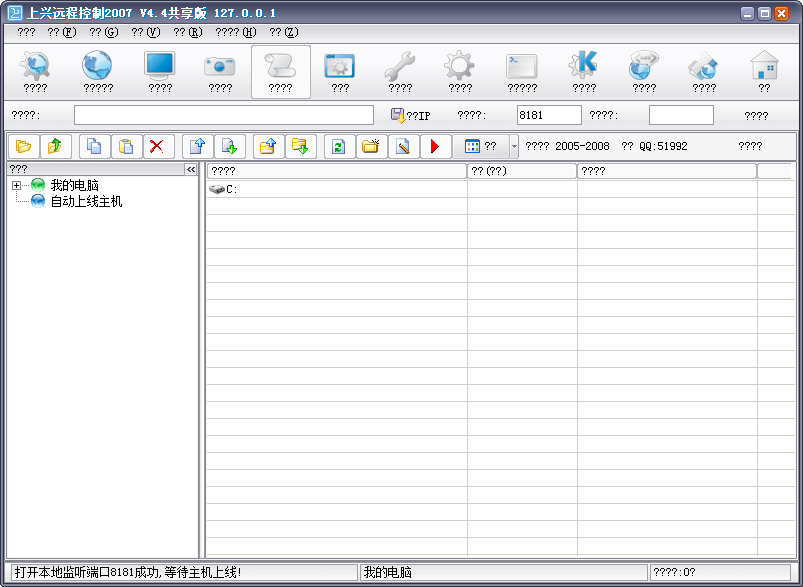 上兴远程控制2007 V4.4共享版 127.0.0.1
??? ??(F) ??(G) ??(V) ??(R) ????(H) ??(Z)
???? ????? ???? ???? ???? ??? ???? ???? ????? ???? ???? ???? ??
????: ??IP ????: 8181 ????: ????
?? ???? 2005-2008 ?? QQ:51992 ????
??? << ???? ??(??) ????
我的电脑 C:
自动上线主机
打开本地监听端口8181成功,等待主机上线! 我的电脑 ????:0?